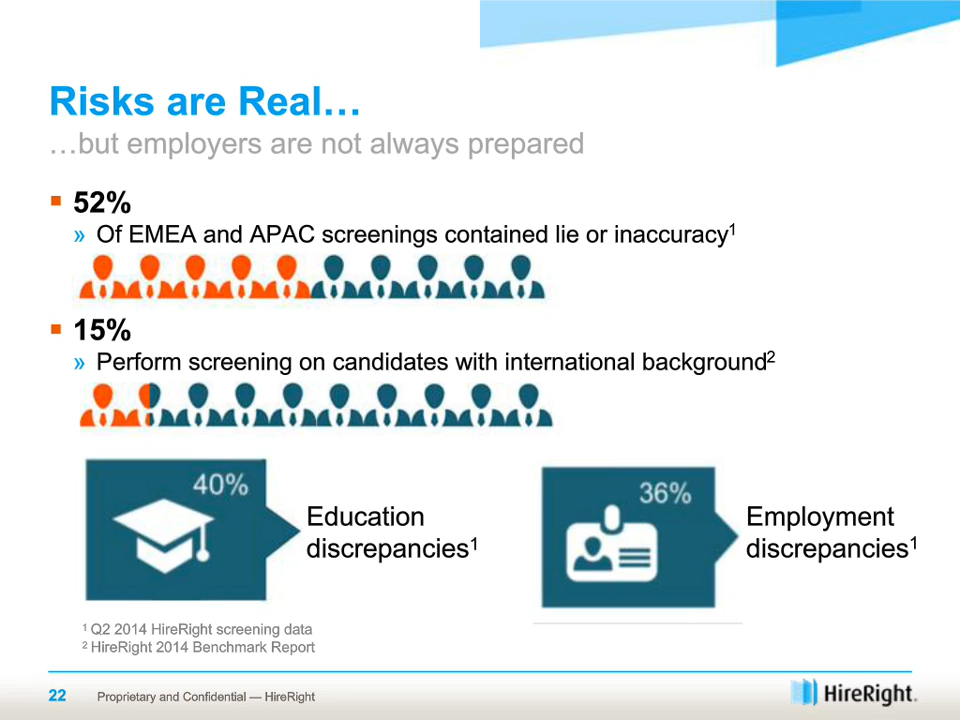 Risks are Real…
…but employers are not always prepared
52%
» Of EMEA and APAC screenings contained lie or inaccuracy¹
15%
» Perform screening on candidates with international background²
40%
Education
discrepancies¹
36%
Employment
discrepancies¹
¹ Q2 2014 HireRight screening data
² HireRight 2014 Benchmark Report
22 Proprietary and Confidential — HireRight
HireRight